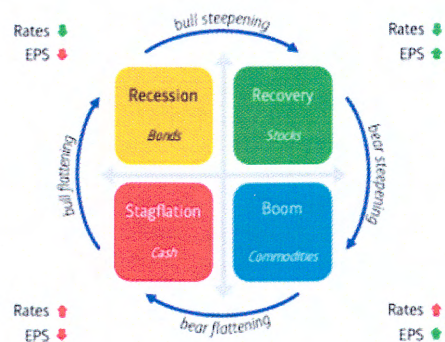 bull steepening
Rates
EPS
Rates
EPS
Recession
Bonds
Recovery
Stocks
bull flattening
bear steepening
Stagflation
Cash
Boom
Commodities
Rates
EPS
bear flattening
Rates
EPS